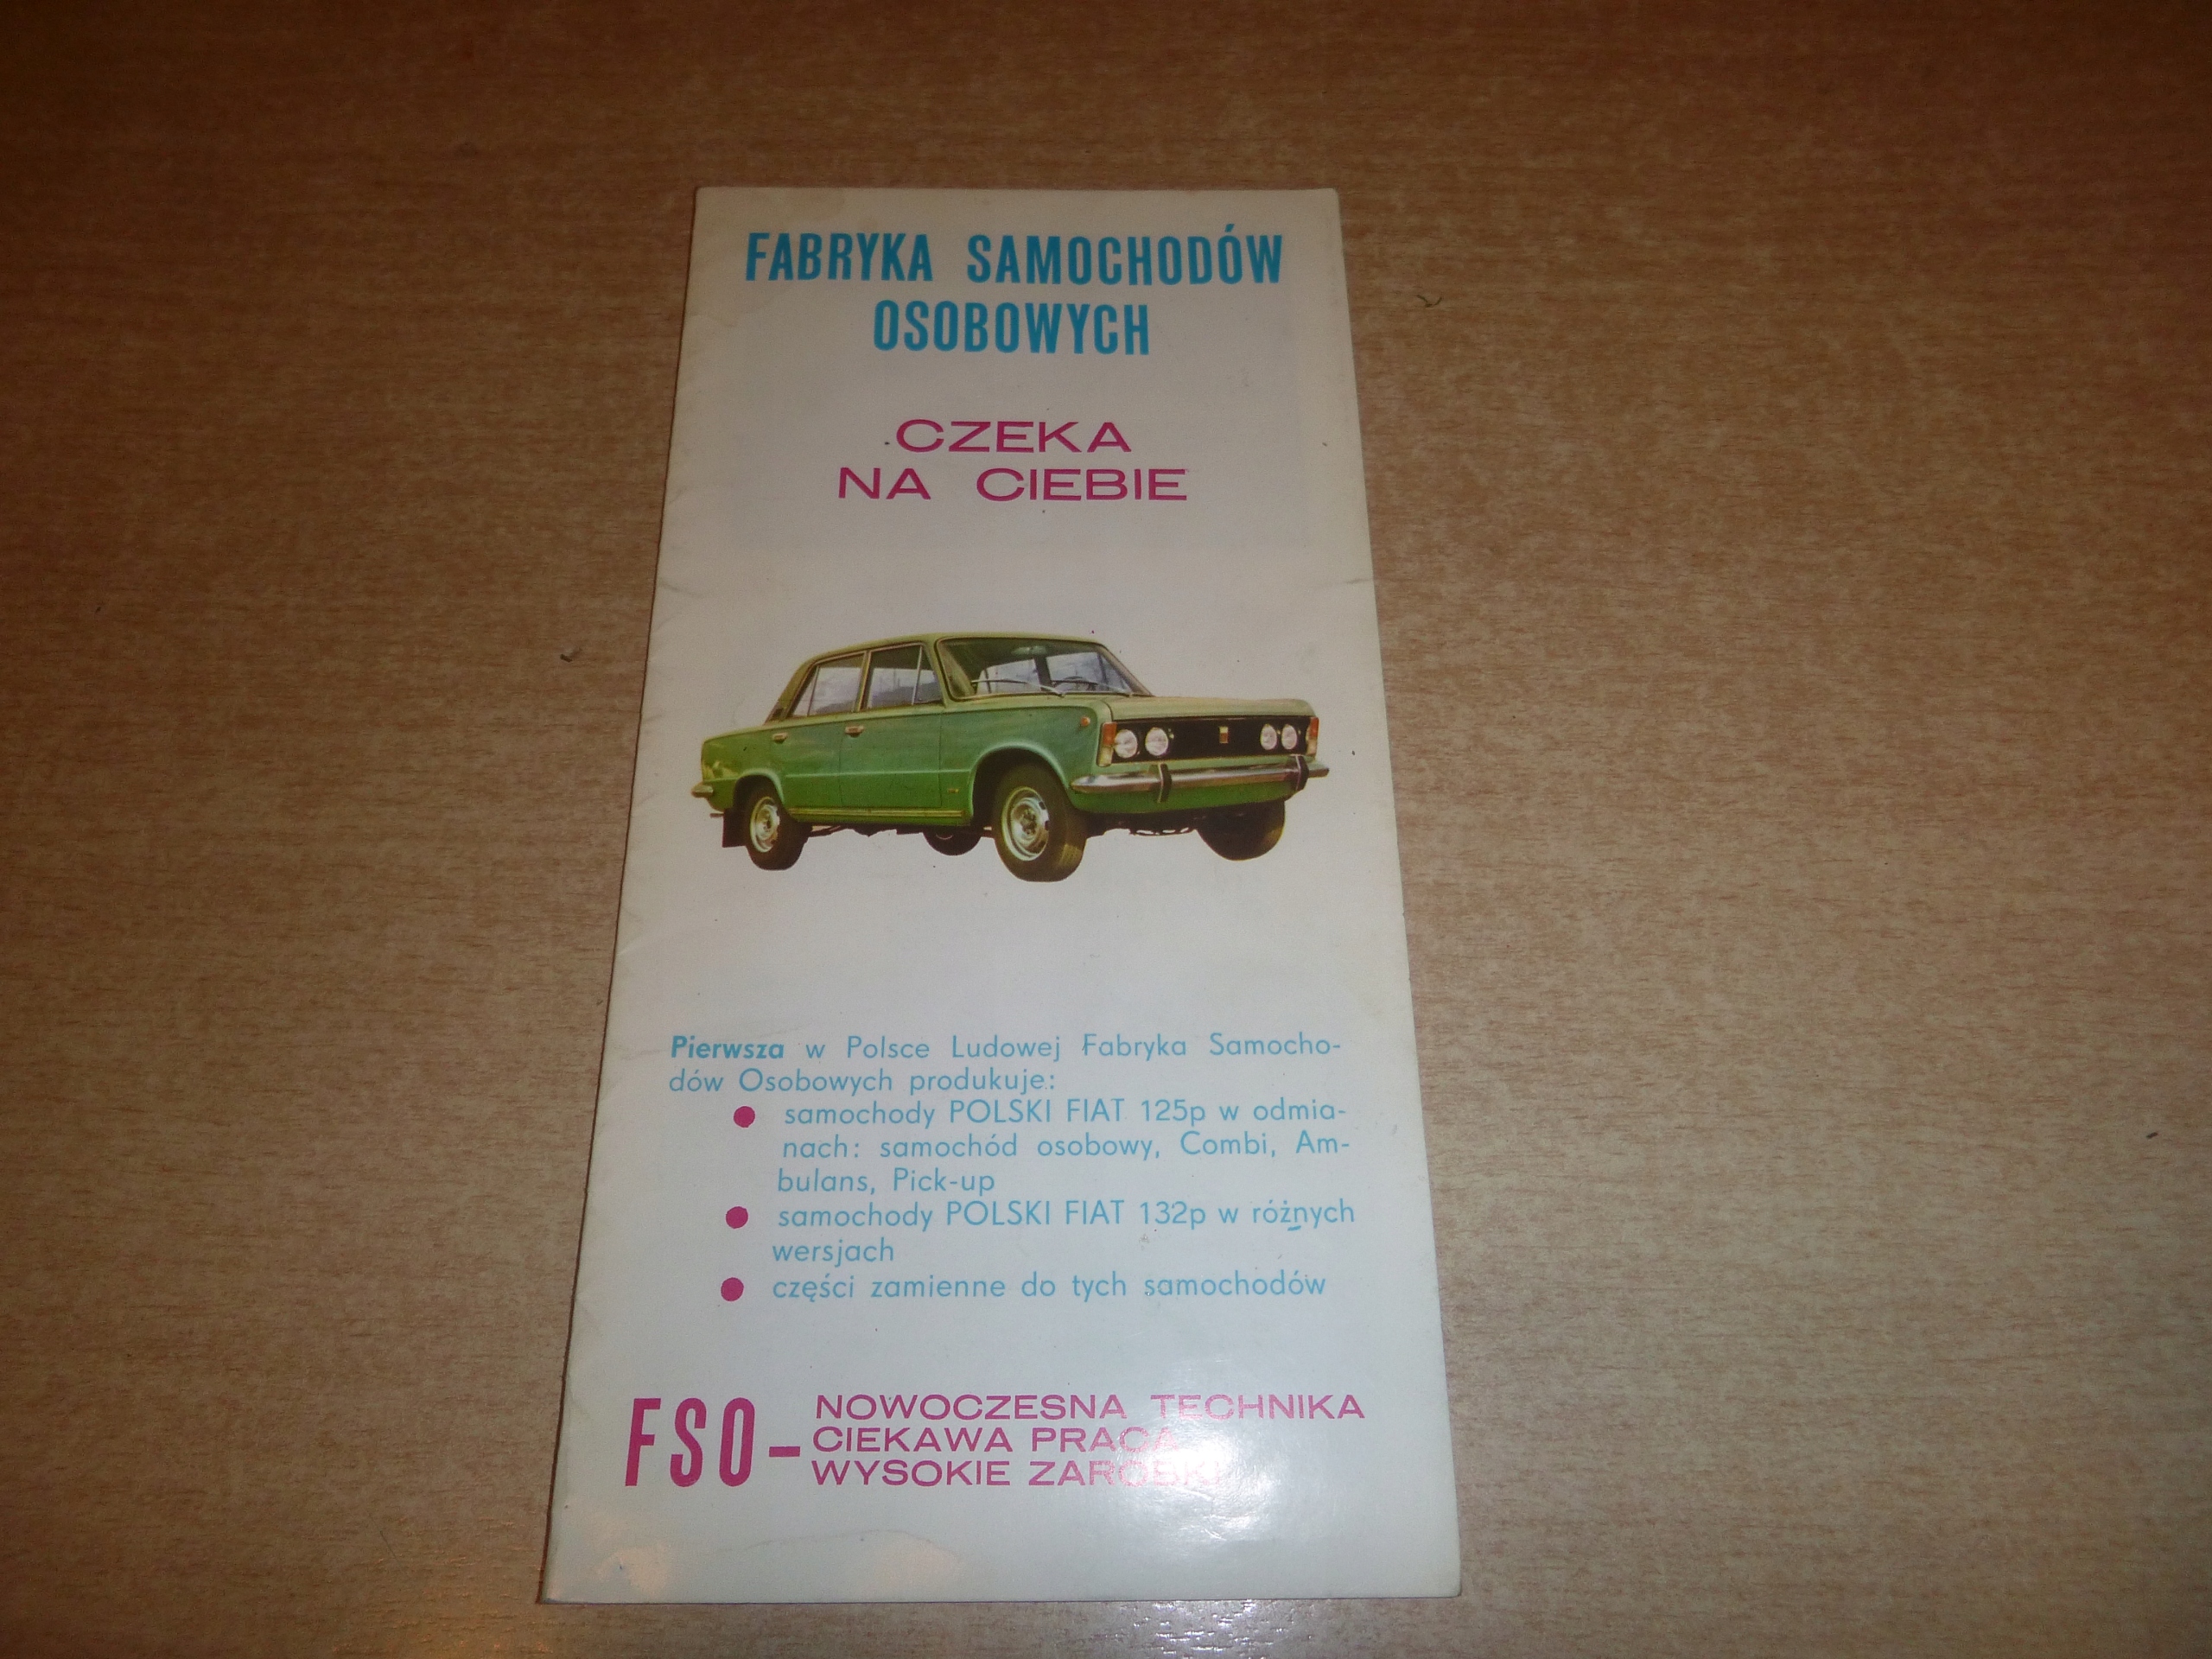 FABRYKA SAMOCHODÓW
OSOBOWYCH
CZEKA
NA CIEBIE
Pierwsza w Polsce Ludowej Fabryka Samocho-
dów Osobowych produkuje:
● samochody POLSKI FIAT 125p w odmia-
nach: samochód osobowy, Combi, Am-
bulans, Pick-up
● samochody POLSKI FIAT 132p w różnych
wersjach
● części zamienne do tych samochodów
FSO –
NOWOCZESNA TECHNIKA
CIEKAWA PRACA
WYSOKIE ZAROBKI